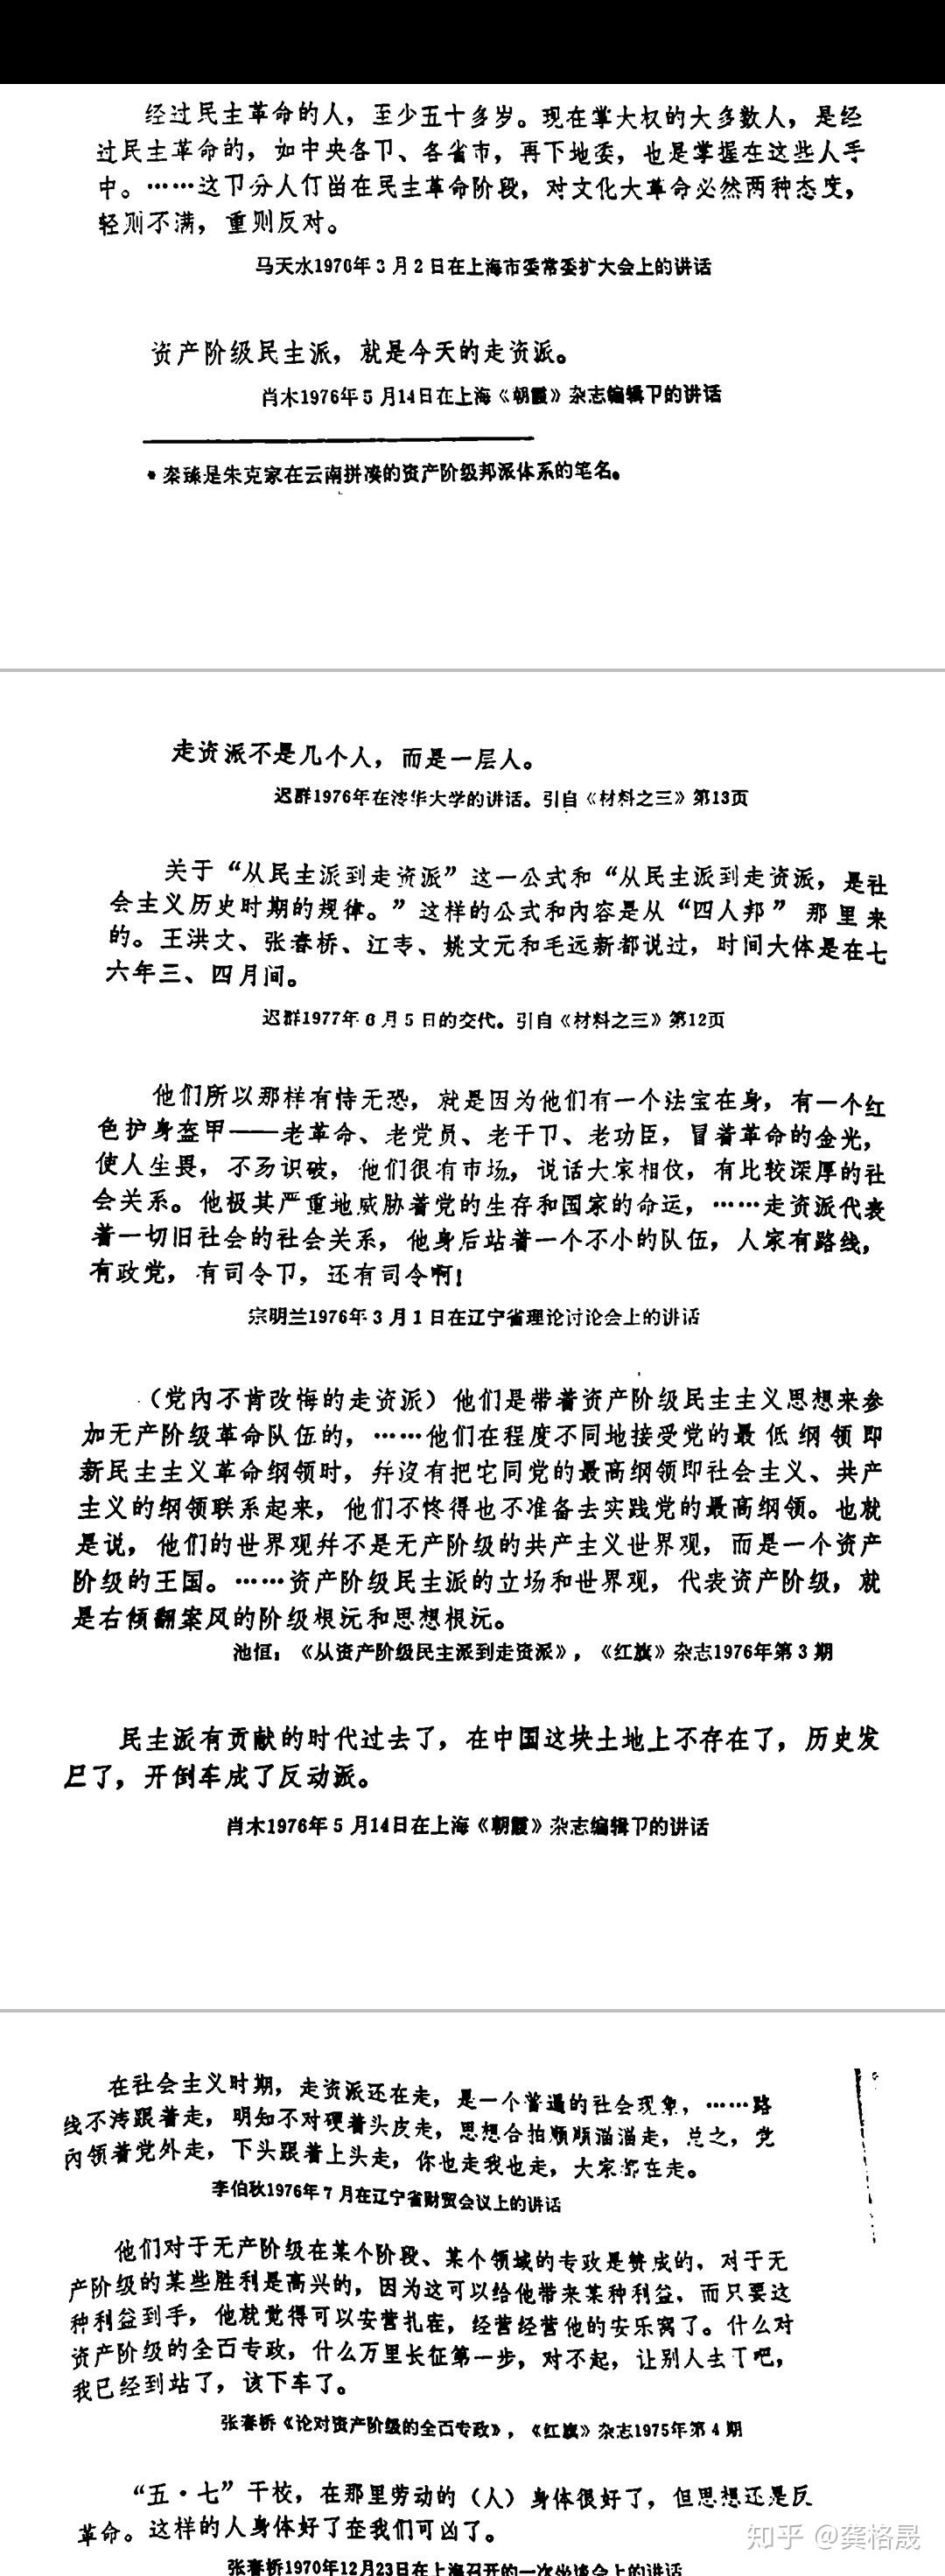 经过民主革命的人，至少五十多岁。现在掌大权的大多数人，是经
过民主革命的，如中央各卩、各省市，再下地委，也是掌握在这些人手
中。……这卩分人仃畄在民主革命阶段，对文化大革命必然两种态度，
轻则不满，重则反对。
马天水1976年3月2日在上海市委常委扩大会上的讲话
资产阶级民主派，就是今天的走资派。
肖木1976年5月14日在上海《朝霞》杂志编辑卩的讲话
* 秦臻是朱克家在云南拼凑的资产阶级邦派体系的笔名。
走资派不是几个人，而是一层人。
迟群1976年在清华大学的讲话。引自《材料之三》第13页
关于“从民主派到走资派”这一公式和“从民主派到走资派，是社
会主义历史时期的规律。”这样的公式和内容是从“四人邦”那里来
的。王洪文、张春桥、江青、姚文元和毛远新都说过，时间大体是在七
六年三、四月间。
迟群1977年6月5日的交代。引自《材料之三》第12页
他们所以那样有恃无恐，就是因为他们有一个法宝在身，有一个红
色护身盔甲——老革命、老党员、老干卩、老功臣，冒着革命的金光，
使人生畏，不易识破，他们很有市场，说话大家相仪，有比较深厚的社
会关系。他极其严重地威胁着党的生存和国家的命运，……走资派代表
着一切旧社会的社会关系，他身后站着一个不小的队伍，人家有路线，
有政党，有司令卩，还有司令啊！
宗明兰1976年3月1日在辽宁省理论讨论会上的讲话
（党内不肯改悔的走资派）他们是带着资产阶级民主主义思想来参
加无产阶级革命队伍的，……他们在程度不同地接受党的最低纲领即
新民主主义革命纲领时，并没有把它同党的最高纲领即社会主义、共产
主义的纲领联系起来，他们不懂得也不准备去实践党的最高纲领。也就
是说，他们的世界观并不是无产阶级的共产主义世界观，而是一个资产
阶级的王国。……资产阶级民主派的立场和世界观，代表资产阶级，就
是右倾翻案风的阶级根沅和思想根沅。
池恒：《从资产阶级民主派到走资派》，《红旗》杂志1976年第3期
民主派有贡献的时代过去了，在中国这块土地上不存在了，历史发
尸了，开倒车成了反动派。
肖木1976年5月14日在上海《朝霞》杂志编辑卩的讲话
在社会主义时期，走资派还在走，是一个普遍的社会现象，……路
线不清跟着走，明知不对硬着头皮走，思想合拍顺顺溜溜走，总之，党
内领着党外走，下头跟着上头走，你也走我也走，大家都在走。
李伯秋1976年7月在辽宁省财贸会议上的讲话
他们对于无产阶级在某个阶段、某个领域的专政是赞成的，对于无
产阶级的某些胜利是高兴的，因为这可以给他带来某种利益，而只要这
种利益到手，他就觉得可以安营扎寨，经营经营他的安乐窝了。什么对
资产阶级的全面专政，什么万里长征第一步，对不起，让别人去干吧，
我已经到站了，该下车了。
张春桥《论对资产阶级的全面专政》，《红旗》杂志1975年第4期
“五·七”干校，在那里劳动的（人）身体很好了，但思想还是反
革命。这样的人身体好了在我们可凶了。
张春桥1970年12月23日在上海召开的一次坐谈会上的讲话
知乎 @龚格晟